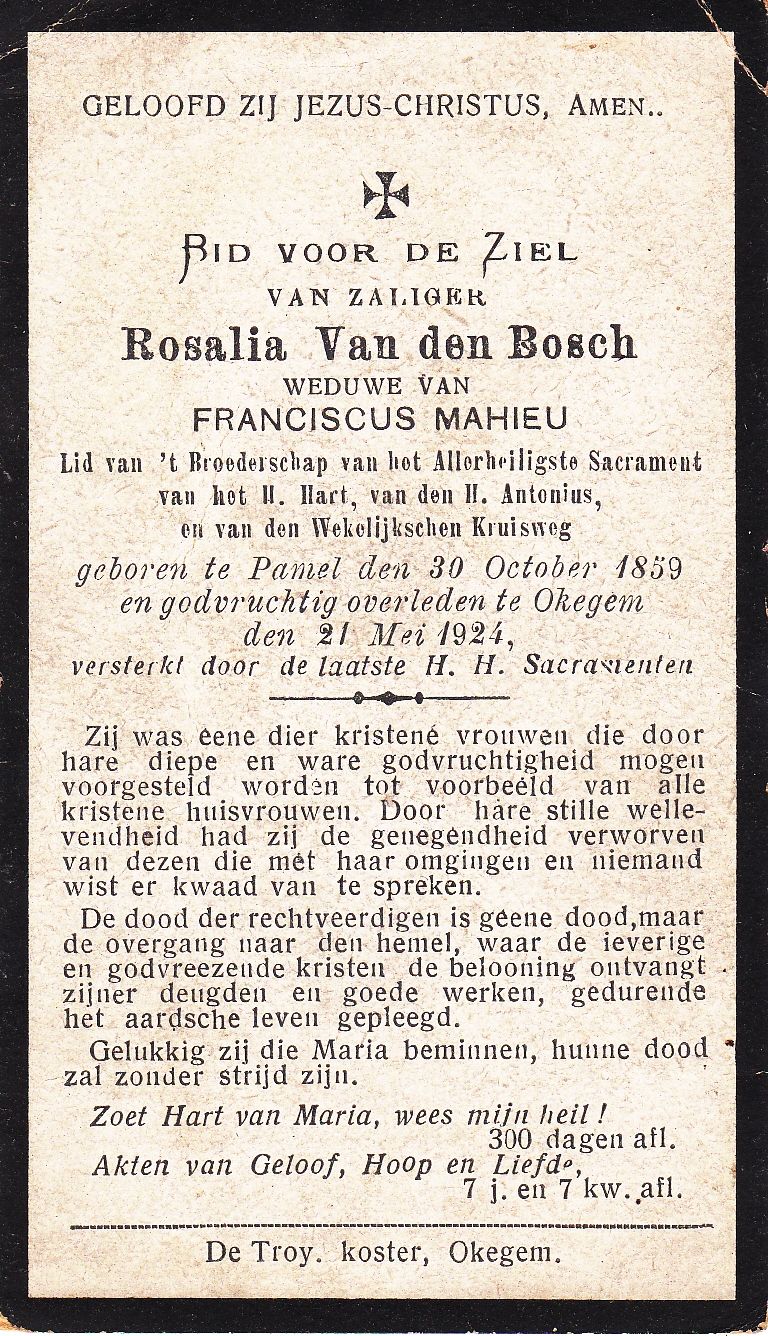 GELOOFD ZIJ JEZUS-CHRISTUS, AMEN..
BID VOOR DE ZIEL
VAN ZALIGER
Rosalia Van den Bosch
WEDUWE VAN
FRANCISCUS MAHIEU
Lid van 't Broederschap van het Allerheiligste Sacrament
van het H. Hart, van den H. Antonius,
en van den Wekelijkschen Kruisweg
geboren te Pamel den 30 October 1859
en godvruchtig overleden te Okegem
den 21 Mei 1924,
versterkt door de laatste H. H. Sacramenten
Zij was éene dier kristene vrouwen die door
hare diepe en ware godvruchtigheid mogen
voorgesteld worden tot voorbeeld van alle
kristene huisvrouwen. Door hare stille welle-
vendheid had zij de genegendheid verworven
van dezen die met haar omgingen en niemand
wist er kwaad van te spreken.
De dood der rechtveerdigen is geene dood, maar
de overgang naar den hemel, waar de ieverige
en godvreezende kristen de belooning ontvangt
zijner deugden en goede werken, gedurende
het aardsche leven gepleegd.
Gelukkig zij die Maria beminnen, hunne dood
zal zonder strijd zijn.
Zoet Hart van Maria, wees mijn heil !
300 dagen afl.
Akten van Geloof, Hoop en Liefde,
7 j. en 7 kw. afl.
De Troy. koster, Okegem.